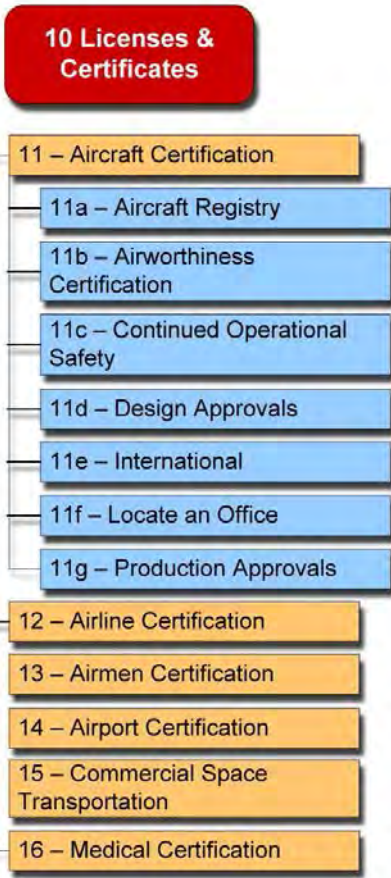 10 Licenses &
Certificates
11 – Aircraft Certification
11a – Aircraft Registry
11b – Airworthiness
Certification
11c – Continued Operational
Safety
11d – Design Approvals
11e – International
11f – Locate an Office
11g – Production Approvals
12 – Airline Certification
13 – Airmen Certification
14 – Airport Certification
15 – Commercial Space
Transportation
16 – Medical Certification